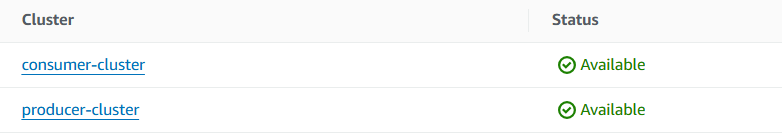 Cluster Status
consumer-cluster Available
producer-cluster Available